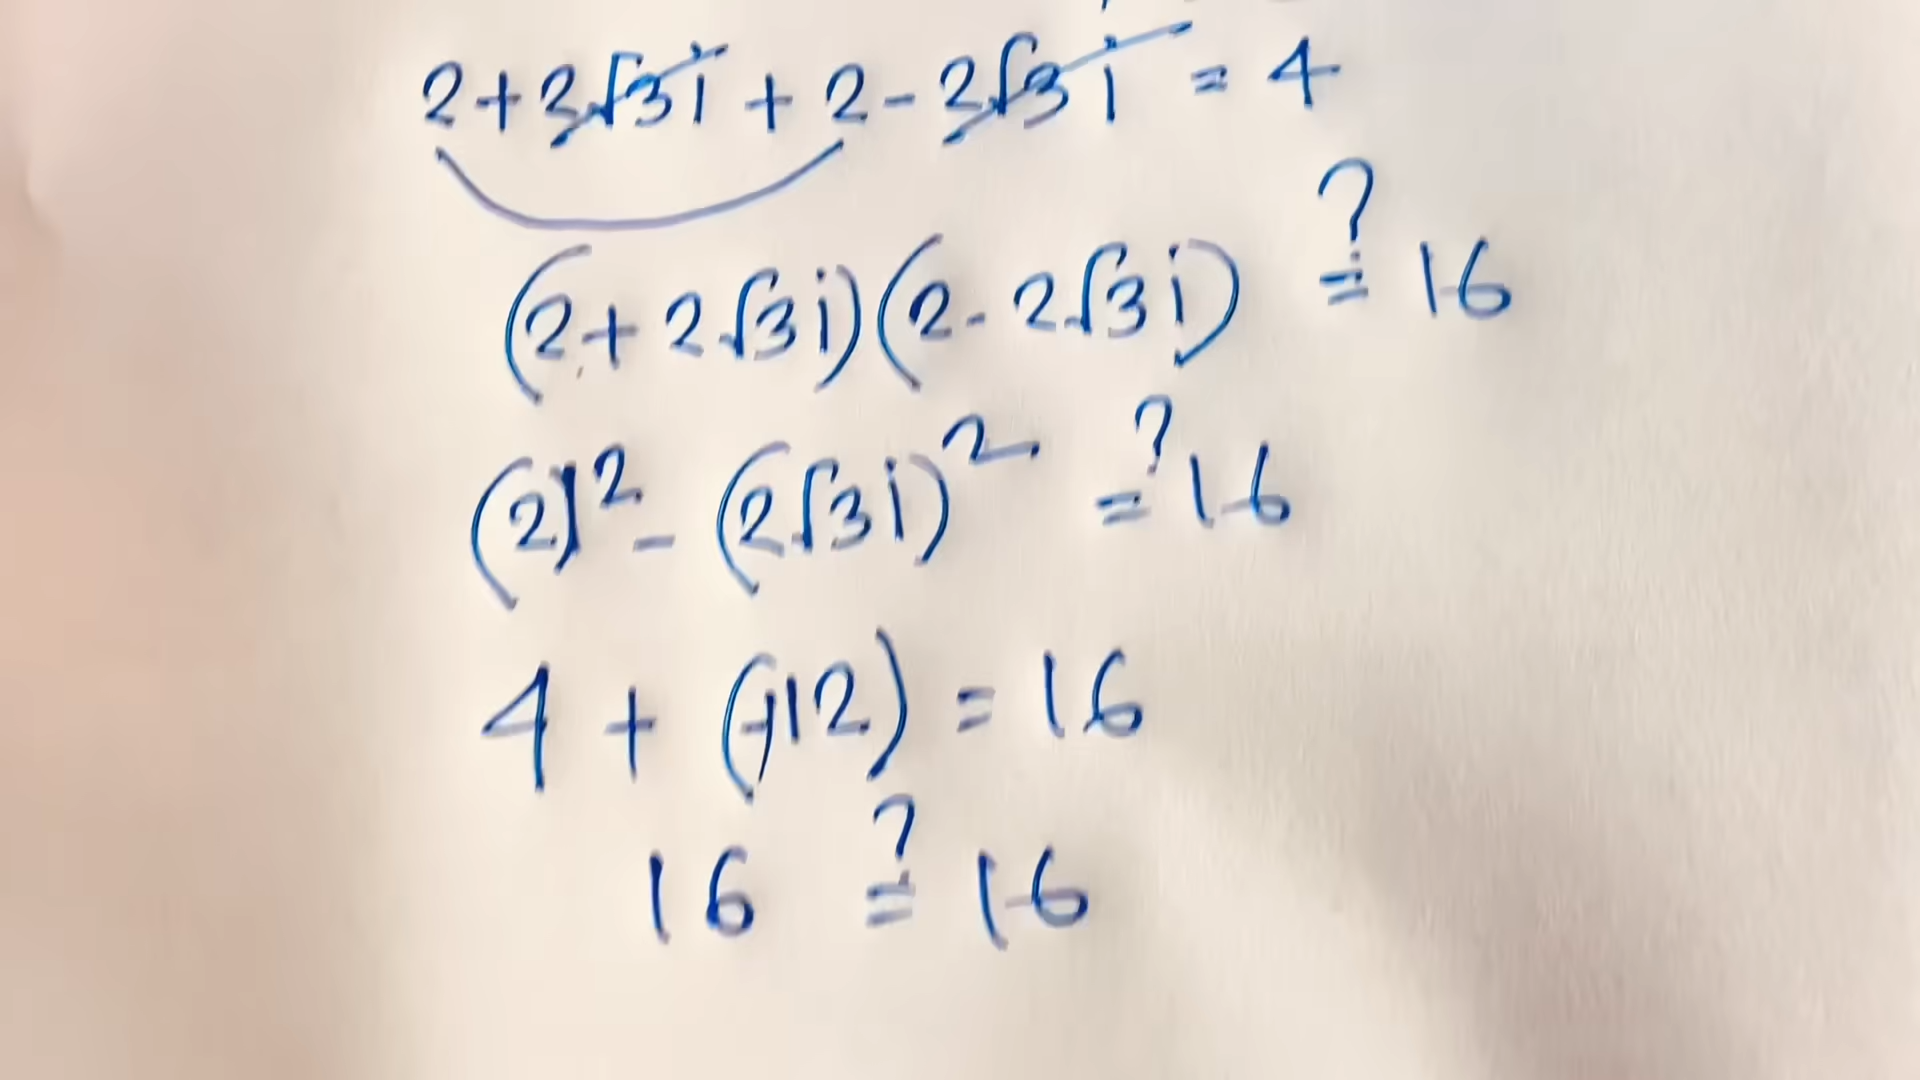 2+2√3i + 2-2√3i = 4
(2+2√3i)(2-2√3i) ?= 16
(2)² - (2√3i)² ?= 16
4 + (+12) = 16
16 ?= 16